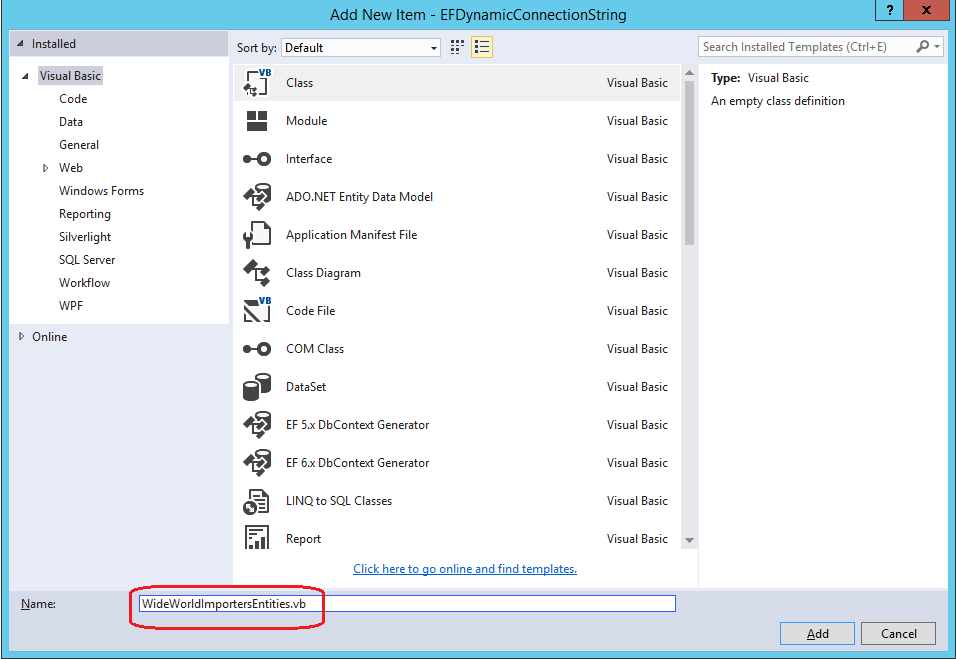 Add New Item - EFDynamicConnectionString
? x
Installed
Sort by: Default
Search Installed Templates (Ctrl+E)
Visual Basic
Code
Data
General
Web
Windows Forms
Reporting
Silverlight
SQL Server
Workflow
WPF
Online
VB Class Visual Basic
Module Visual Basic
Interface Visual Basic
ADO.NET Entity Data Model Visual Basic
Application Manifest File Visual Basic
Class Diagram Visual Basic
VB Code File Visual Basic
COM Class Visual Basic
DataSet Visual Basic
EF 5.x DbContext Generator Visual Basic
EF 6.x DbContext Generator Visual Basic
LINQ to SQL Classes Visual Basic
Report Visual Basic
Click here to go online and find templates.
Type: Visual Basic
An empty class definition
Name: WideWorldImportersEntities.vb
Add Cancel